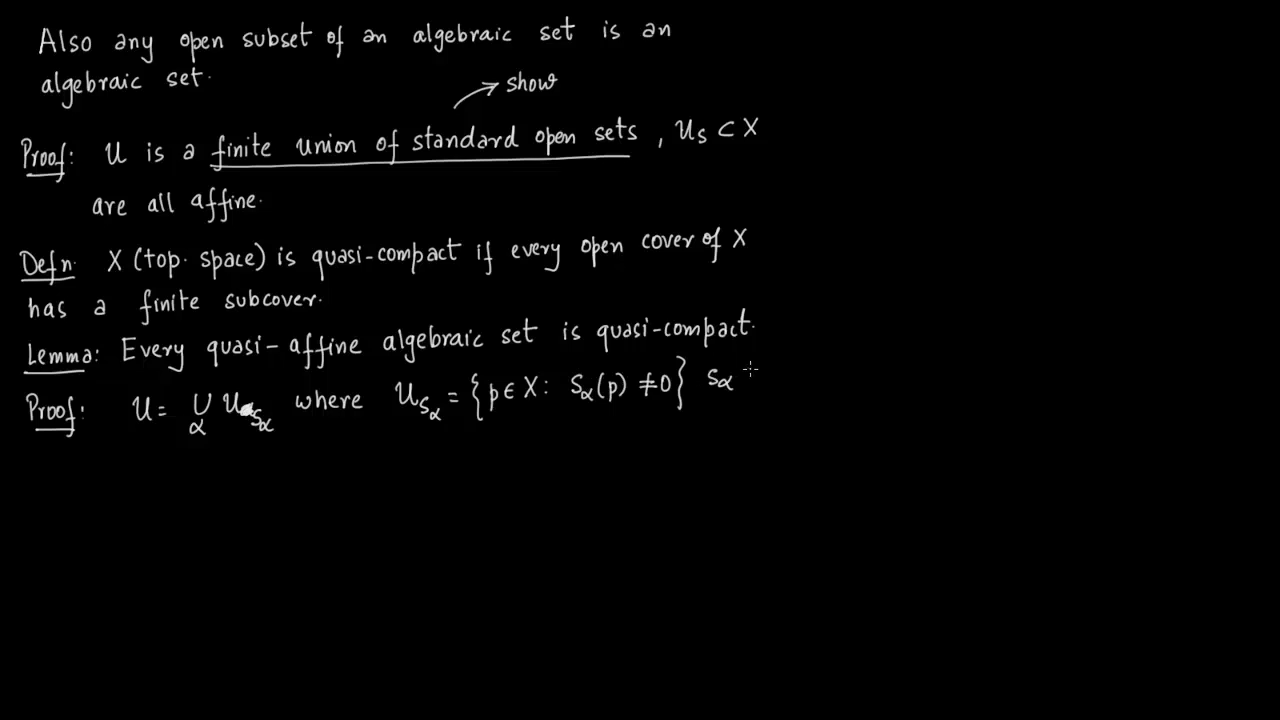 Also any open subset of an algebraic set is an
algebraic set.
show
Proof: U is a finite union of standard open sets, U_S ⊂ X
are all affine.
Defn. X (top. space) is quasi-compact if every open cover of X
has a finite subcover.
Lemma: Every quasi-affine algebraic set is quasi-compact.
Proof: U = ∪_α U_{S_α} where U_{S_α} = {p ∈ X: S_α(p) ≠ 0} S_α